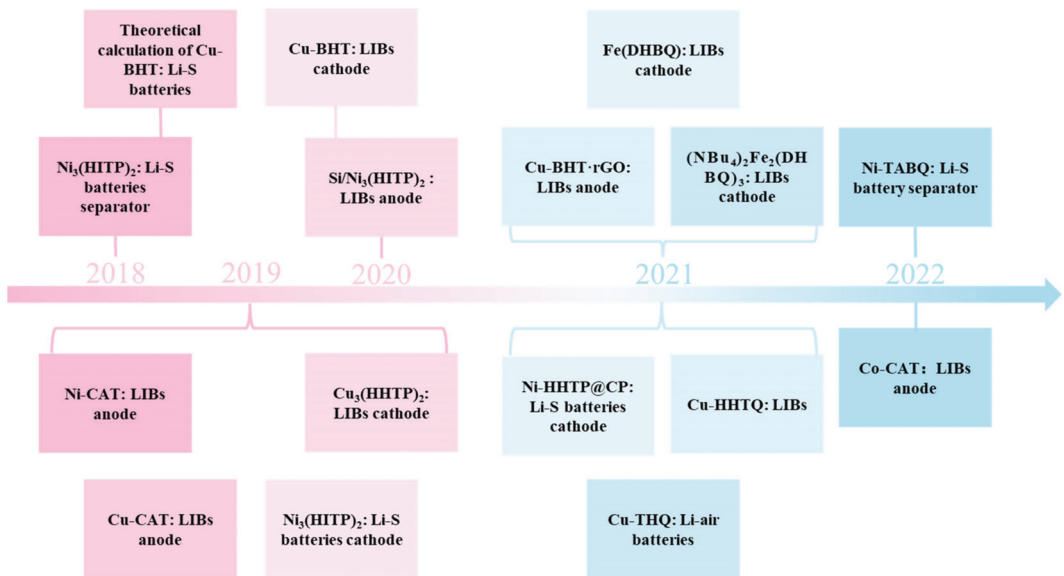 Theoretical
calculation of Cu-
BHT: Li-S
batteries
Cu-BHT: LIBs
cathode
Fe(DHBQ): LIBs
cathode
Ni₃(HITP)₂: Li-S
batteries
separator
Si/Ni₃(HITP)₂ :
LIBs anode
Cu-BHT·rGO:
LIBs anode
(NBu₄)₂Fe₂(DH
BQ)₃: LIBs
cathode
Ni-TABQ: Li-S
battery separator
2018
2019
2020
2021
2022
Ni-CAT: LIBs
anode
Cu₃(HHTP)₂:
LIBs cathode
Ni-HHTP@CP:
Li-S batteries
cathode
Cu-HHTQ: LIBs
Co-CAT： LIBs
anode
Cu-CAT: LIBs
anode
Ni₃(HITP)₂: Li-S
batteries cathode
Cu-THQ: Li-air
batteries